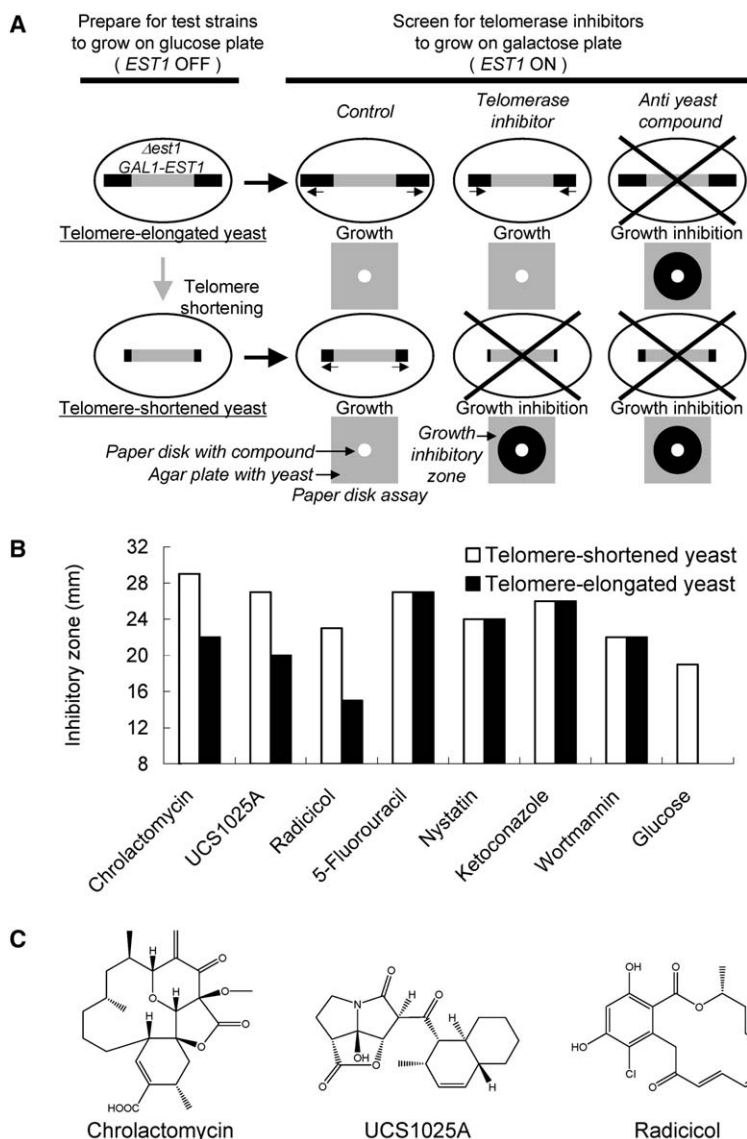 A
Prepare for test strains
to grow on glucose plate
( EST1 OFF)
Screen for telomerase inhibitors
to grow on galactose plate
(EST1 ON)
Control
Telomerase
inhibitor
Anti yeast
compound
Δest1
GAL1-EST1
Telomere-elongated yeast
Growth
Growth
Growth inhibition
Telomere
shortening
Telomere-shortened yeast
Growth
Growth inhibition
Growth inhibition
Paper disk with compound
Agar plate with yeast
Paper disk assay
Growth
inhibitory
zone
B
Inhibitory zone (mm)
32
28
24
20
16
12
8
Telomere-shortened yeast
Telomere-elongated yeast
Chrolactomycin
UCS1025A
Radicicol
5-Fluorouracil
Nystatin
Ketoconazole
Wortmannin
Glucose
C
H
O
O
H
O
O
H
O
HOOC
Chrolactomycin
O
N
H
O
H
OH
H
O
O
H
UCS1025A
OH
O
O
HO
Cl
O
Radicicol